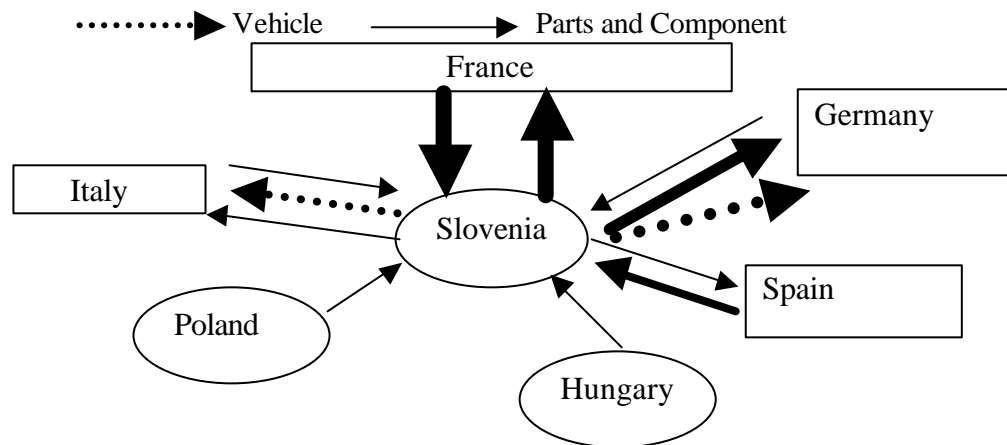 Vehicle Parts and Component
France
Germany
Italy
Slovenia
Spain
Poland
Hungary